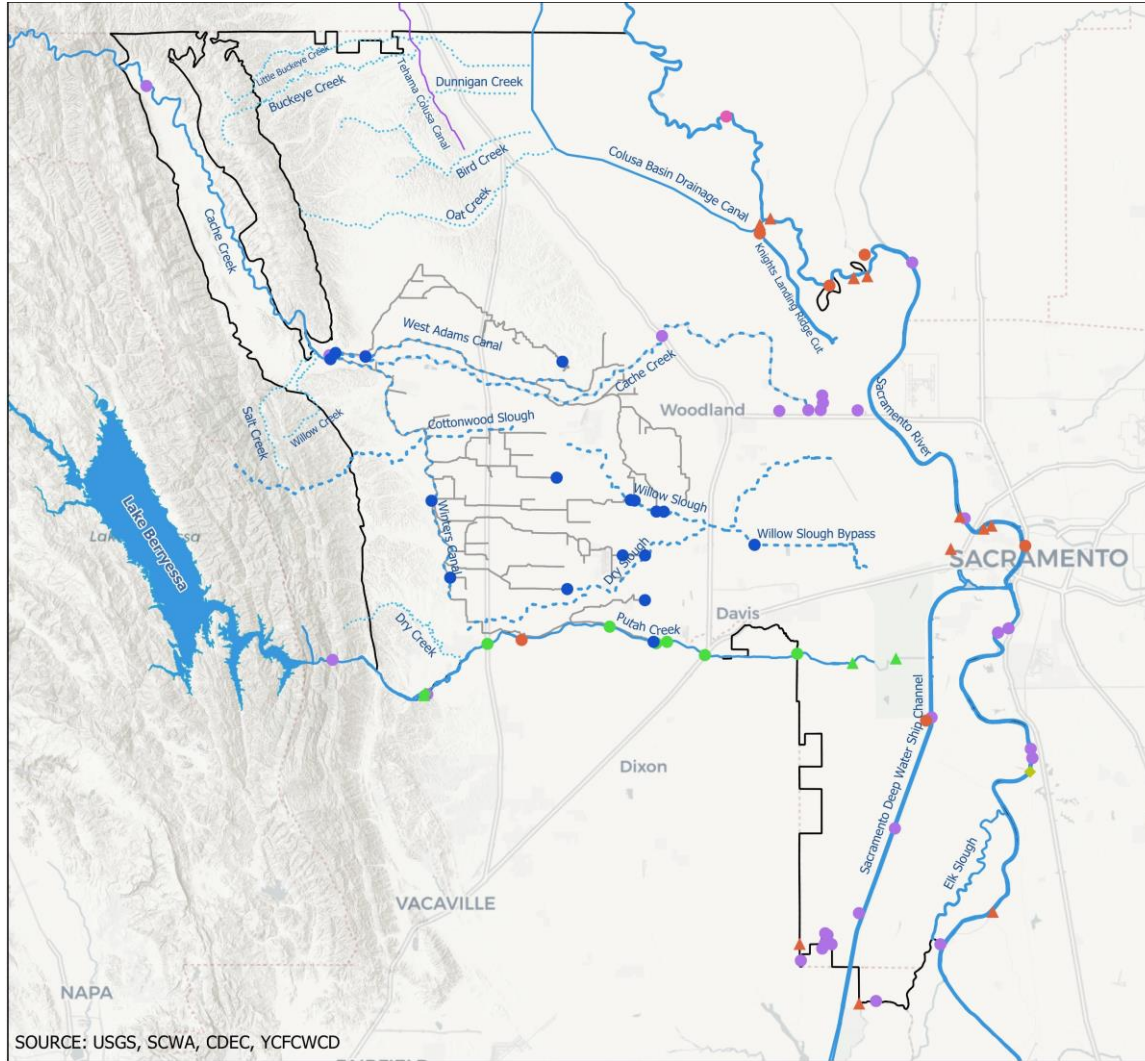 Little Buckeye Creek
Buckeye Creek
Tehama Colusa Canal
Dunnigan Creek
Bird Creek
Oat Creek
Colusa Basin Drainage Canal
Knights Landing Ridge Cut
Cache Creek
West Adams Canal
Cache Creek
Woodland
Sacramento River
Salt Creek
Willow Creek
Cottonwood Slough
Winters Canal
Willow Slough
Willow Slough Bypass
Dry Slough
Lake Berryessa
SACRAMENTO
Davis
Dry Creek
Putah Creek
Sacramento Deep Water Ship Channel
Dixon
Elk Slough
VACAVILLE
NAPA
SOURCE: USGS, SCWA, CDEC, YCFCWCD